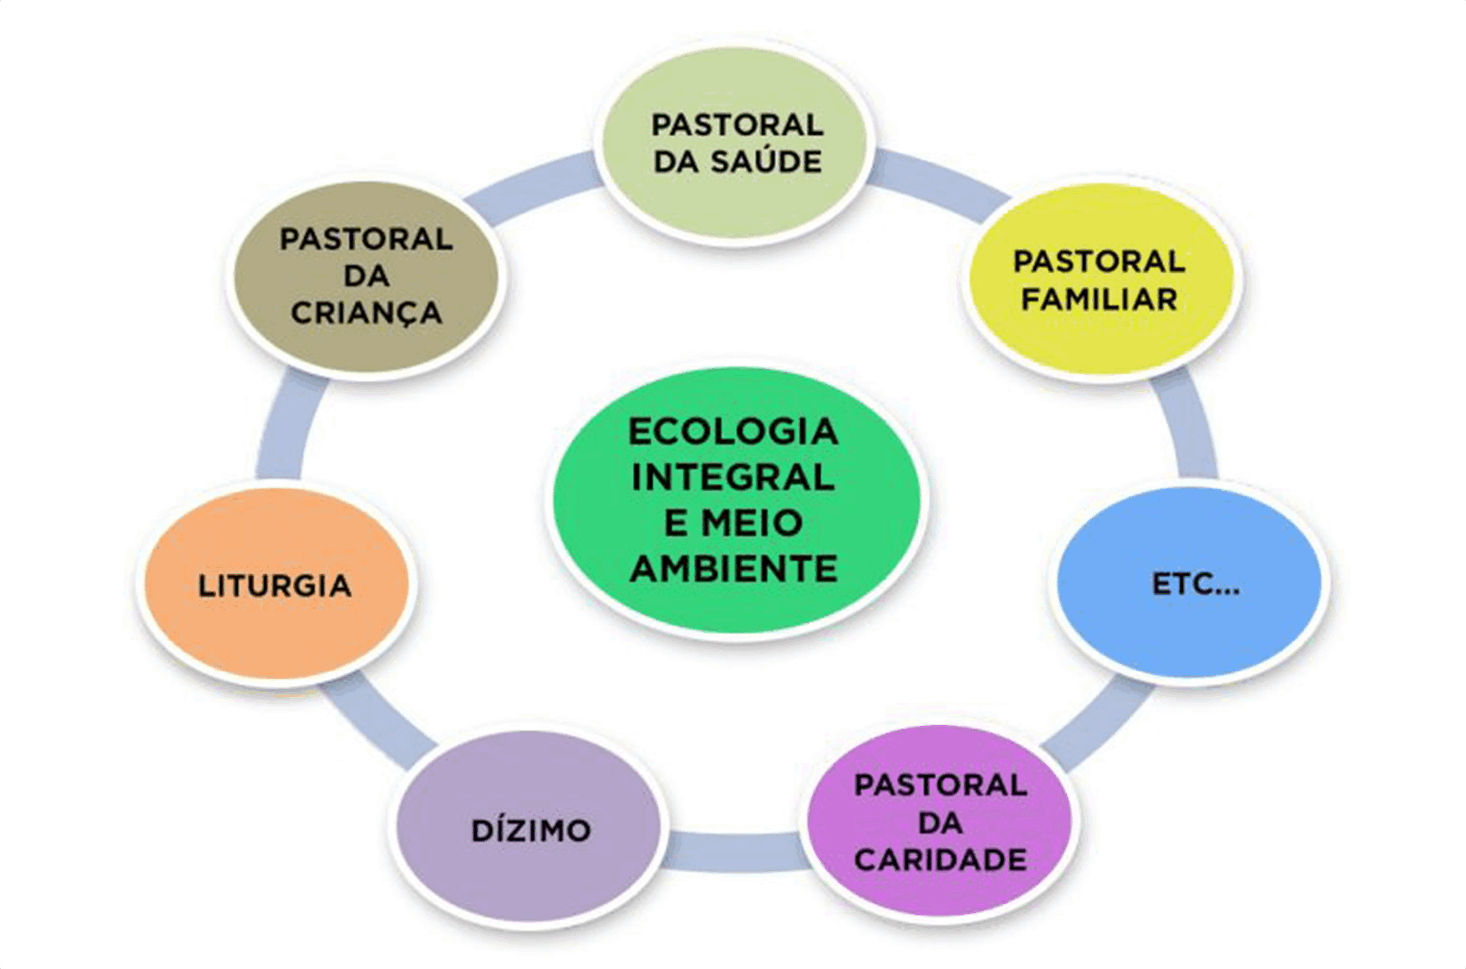 PASTORAL
DA SAÚDE
PASTORAL
FAMILIAR
ETC...
PASTORAL
DA
CARIDADE
DÍZIMO
LITURGIA
PASTORAL
DA
CRIANÇA
ECOLOGIA
INTEGRAL
E MEIO
AMBIENTE